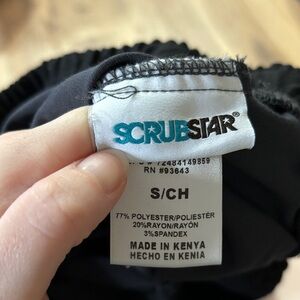 SCRUBSTAR®
# 72484149859
RN #93643
S/CH
77% POLYESTER/POLIÉSTER
20%RAYON/RAYÓN
3%SPANDEX
MADE IN KENYA
HECHO EN KENIA